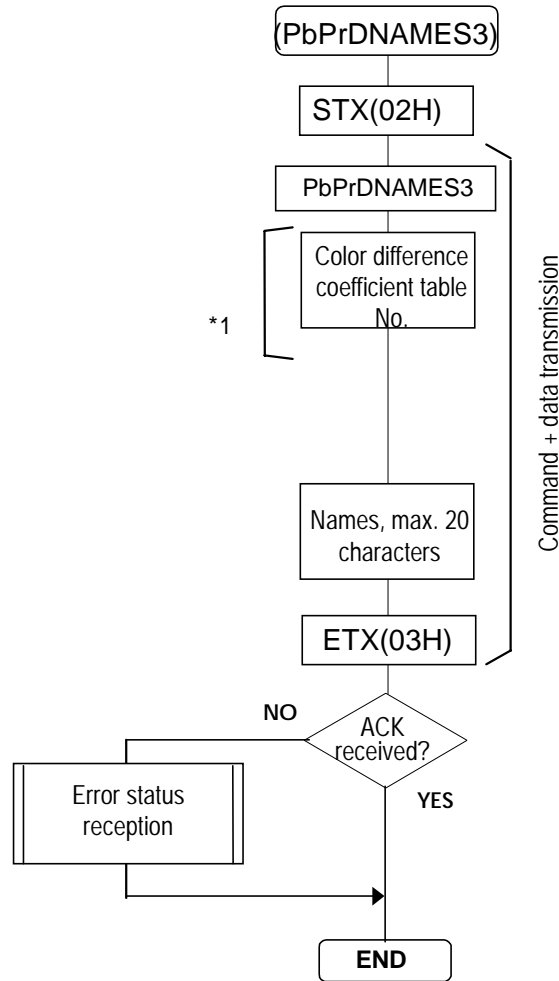 (PbPrDNAMES3)
STX(02H)
PbPrDNAMES3
Color difference
coefficient table
No.
*1
Command + data transmission
Names, max. 20
characters
ETX(03H)
NO
ACK
received?
YES
Error status
reception
END